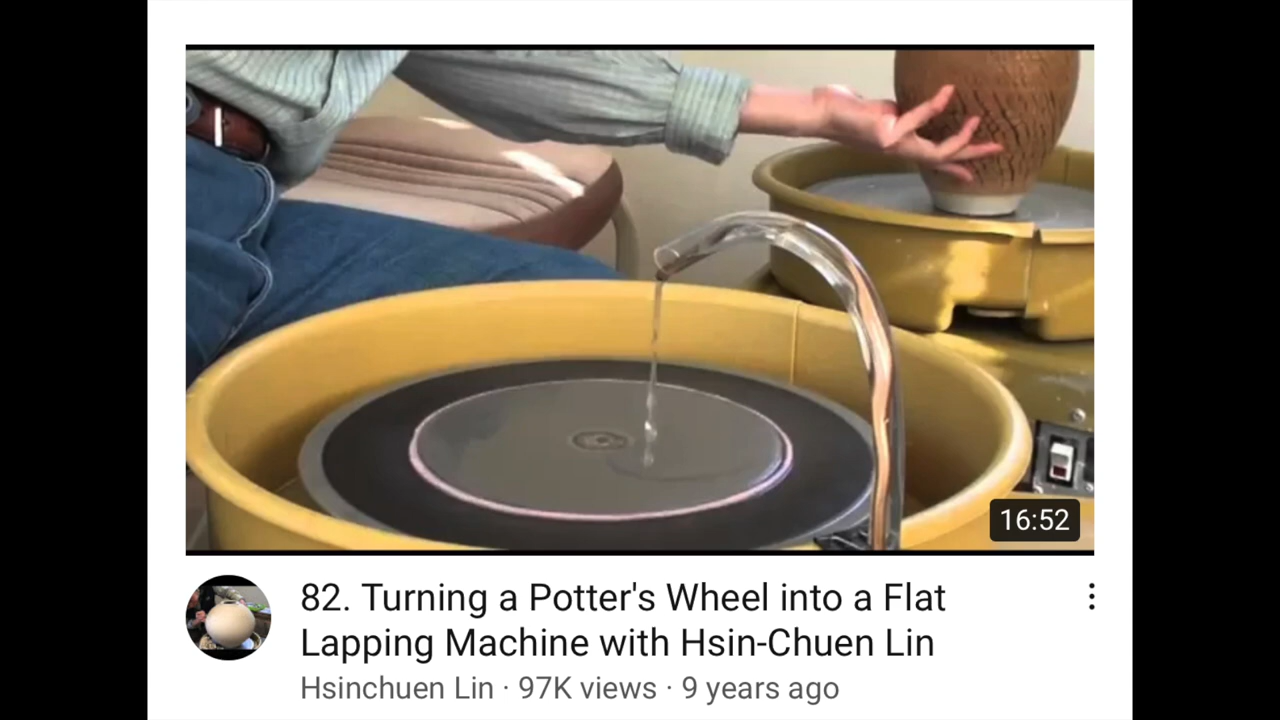 16:52
82. Turning a Potter's Wheel into a Flat
Lapping Machine with Hsin-Chuen Lin
Hsinchuen Lin · 97K views · 9 years ago